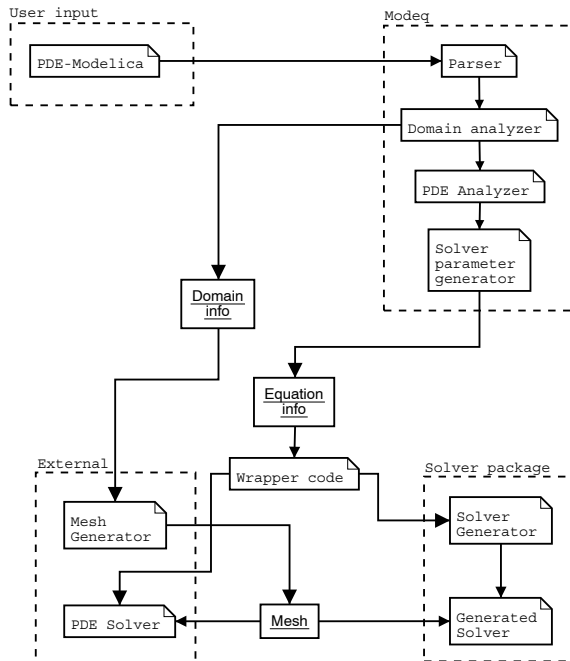 User input
Modeq
PDE-Modelica
Parser
Domain analyzer
PDE Analyzer
Solver
parameter
generator
Domain
info
Equation
info
External
Wrapper code
Solver package
Mesh
Generator
Solver
Generator
PDE Solver
Mesh
Generated
Solver